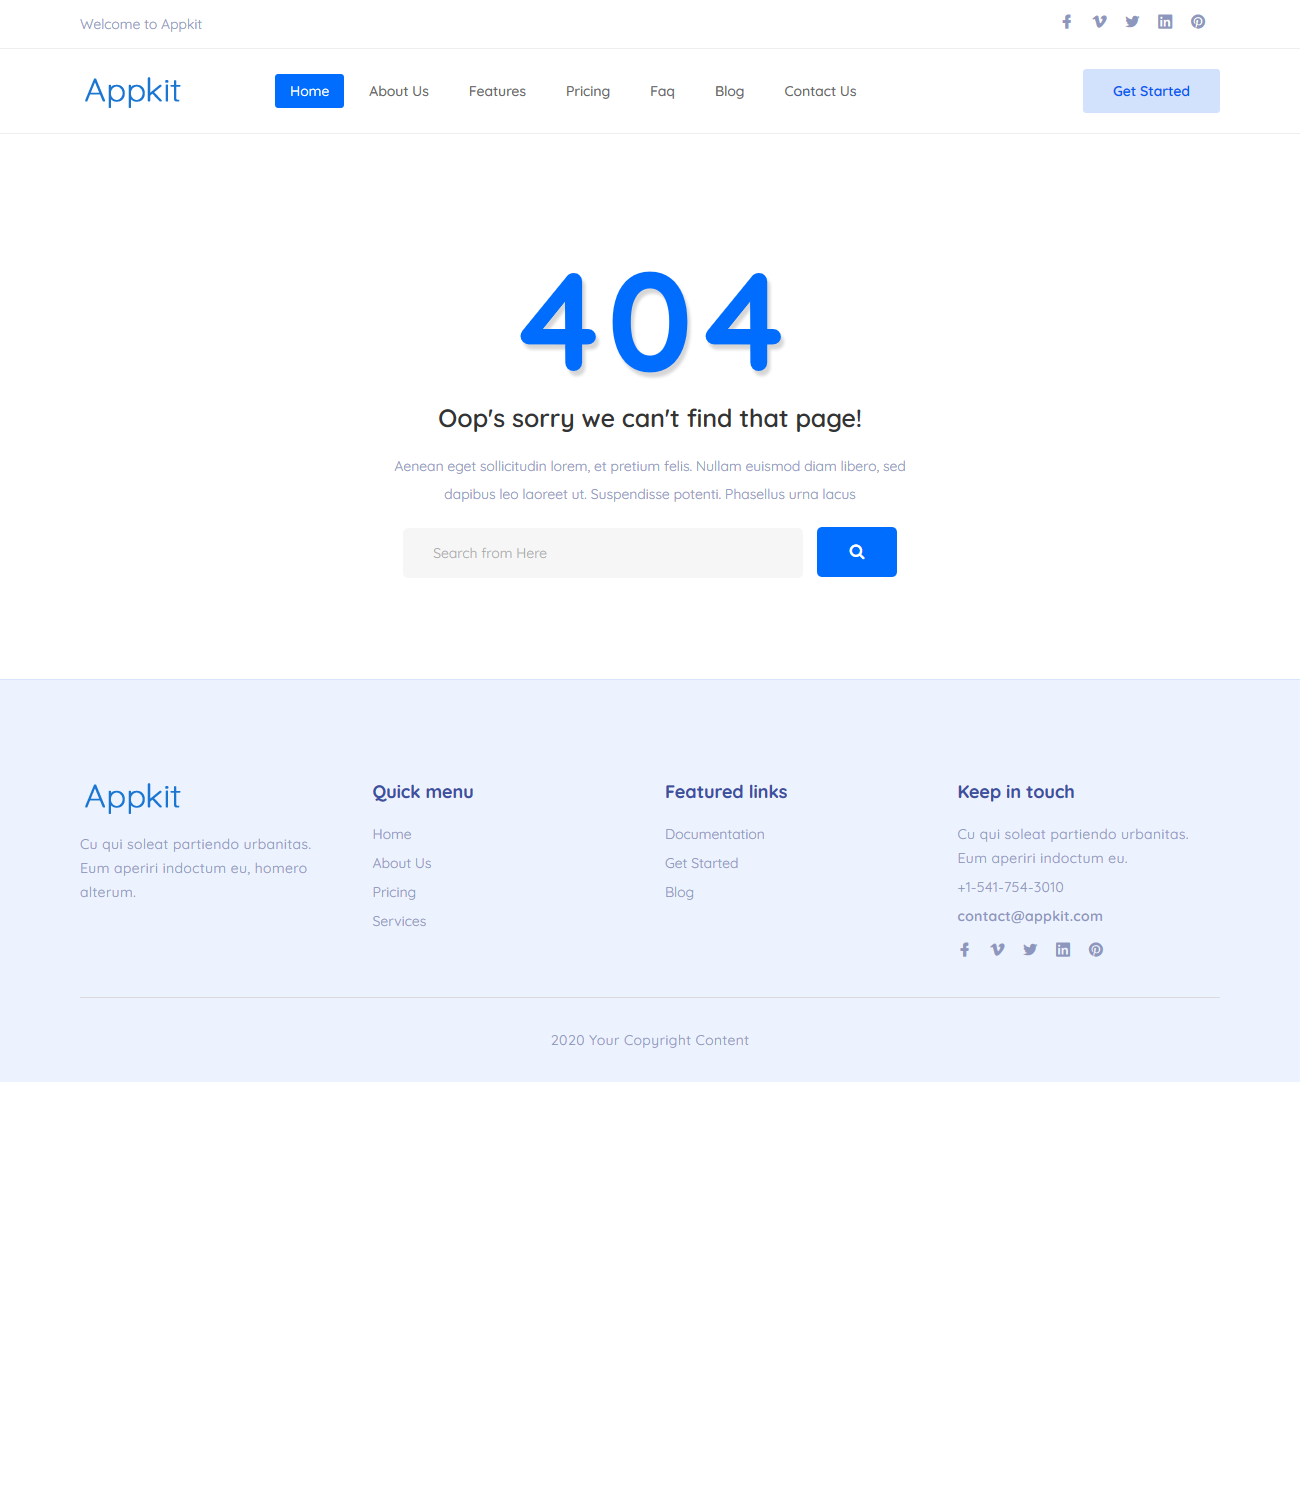 Welcome to Appkit
Appkit
Home
About Us
Features
Pricing
Faq
Blog
Contact Us
Get Started
404
Oop's sorry we can't find that page!
Aenean eget sollicitudin lorem, et pretium felis. Nullam euismod diam libero, sed
dapibus leo laoreet ut. Suspendisse potenti. Phasellus urna lacus
Search from Here
Appkit
Cu qui soleat partiendo urbanitas.
Eum aperiri indoctum eu, homero
alterum.
Quick menu
Home
About Us
Pricing
Services
Featured links
Documentation
Get Started
Blog
Keep in touch
Cu qui soleat partiendo urbanitas.
Eum aperiri indoctum eu.
+1-541-754-3010
contact@appkit.com
2020 Your Copyright Content